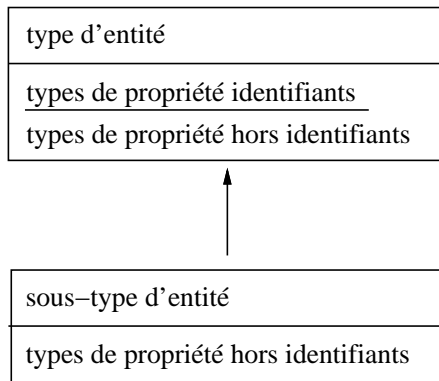 type d'entité
types de propriété identifiants
types de propriété hors identifiants
sous−type d'entité
types de propriété hors identifiants